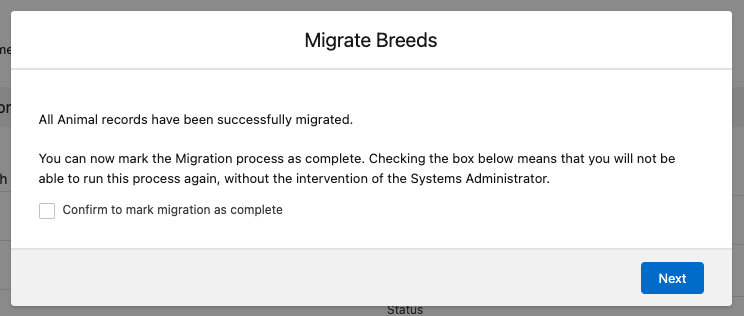 Migrate Breeds
All Animal records have been successfully migrated.
You can now mark the Migration process as complete. Checking the box below means that you will not be
able to run this process again, without the intervention of the Systems Administrator.
Confirm to mark migration as complete
Next
Status